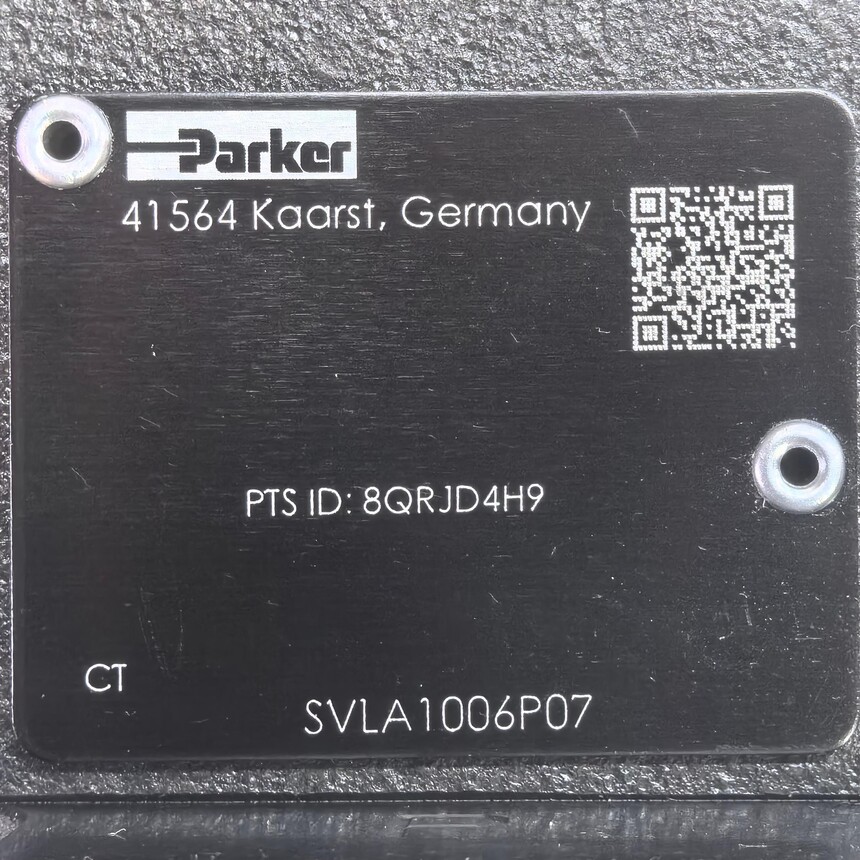 Parker
41564 Kaarst, Germany
PTS ID: 8QRJD4H9
CT
SVLA1006P07